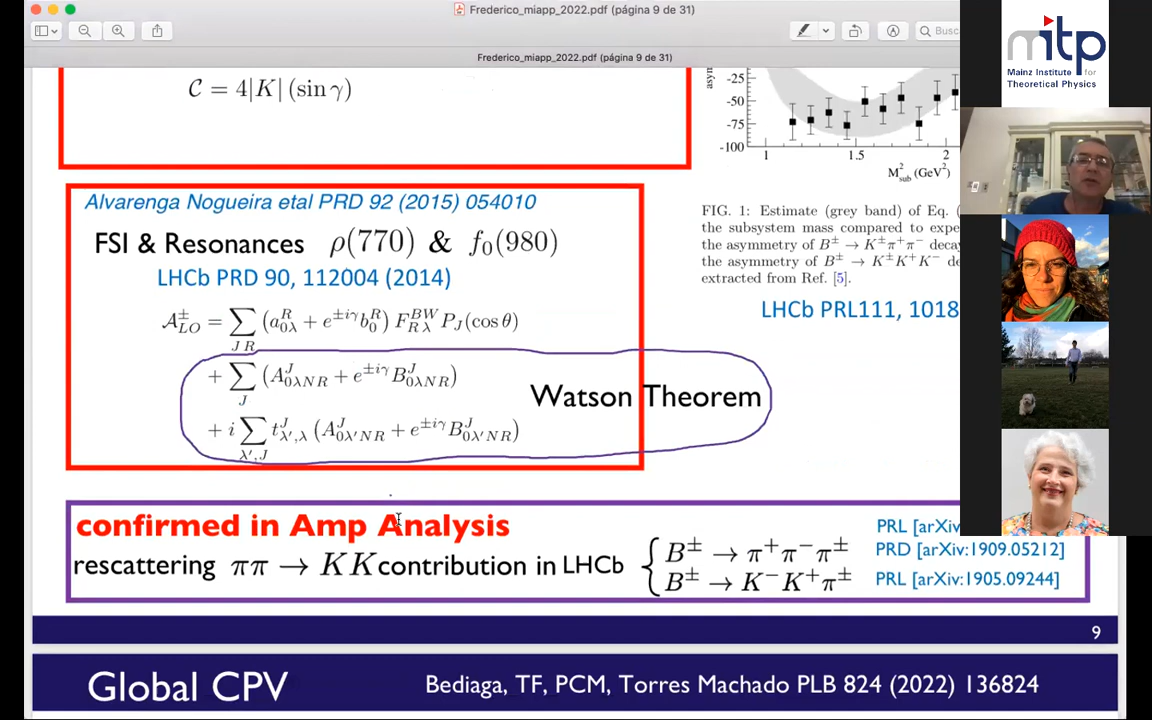 Frederico_miapp_2022.pdf (página 9 de 31)
Frederico_miapp_2022.pdf (página 9 de 31)
mitp
Mainz Institute for
Theoretical Physics
C = 4|K| (sin γ)
-25
-50
-75
-100
1
1.5
2
M²sub (GeV²)
Alvarenga Nogueira etal PRD 92 (2015) 054010
FSI & Resonances ρ(770) & f₀(980)
LHCb PRD 90, 112004 (2014)
A^±_LO = ∑_{J R} (a^R_{0λ} + e^{±iγ} b^R_0) F^{BW}_{R λ} P_J(cos θ)
+ ∑_J (A^J_{0λNR} + e^{±iγ} B^J_{0λNR})
+ i ∑_{λ',J} t^J_{λ',λ} (A^J_{0λ'NR} + e^{±iγ} B^J_{0λ'NR})
Watson Theorem
FIG. 1: Estimate (grey band) of Eq. (
the subsystem mass compared to expe
the asymmetry of B^± → K^±π^+π^− deca
the asymmetry of B^± → K^±K^+K^− de
extracted from Ref. [5].
LHCb PRL111, 1018
confirmed in Amp Analysis
rescattering ππ → KK contribution in LHCb
B^± → π^+π^−π^±
B^± → K^−K^+π^±
PRL [arXiv
PRD [arXiv:1909.05212]
PRL [arXiv:1905.09244]
9
Global CPV
Bediaga, TF, PCM, Torres Machado PLB 824 (2022) 136824